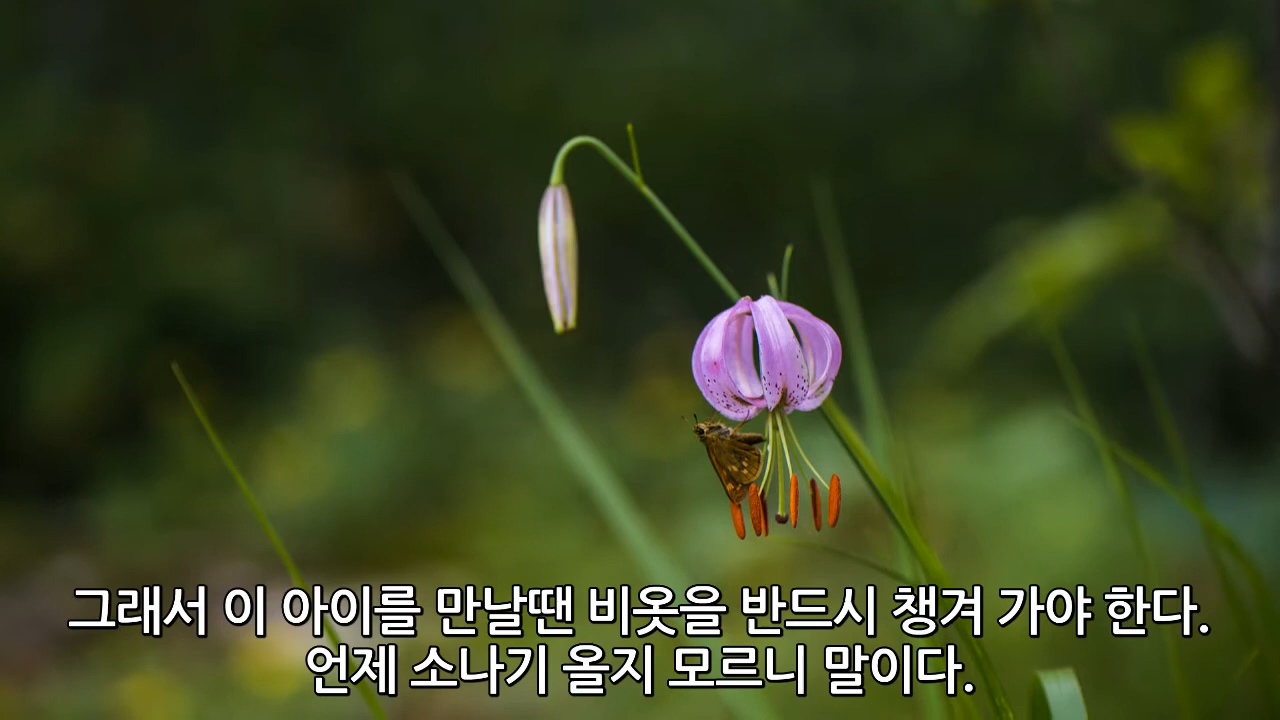 그래서 이 아이를 만날땐 비옷을 반드시 챙겨 가야 한다.
언제 소나기 올지 모르니 말이다.